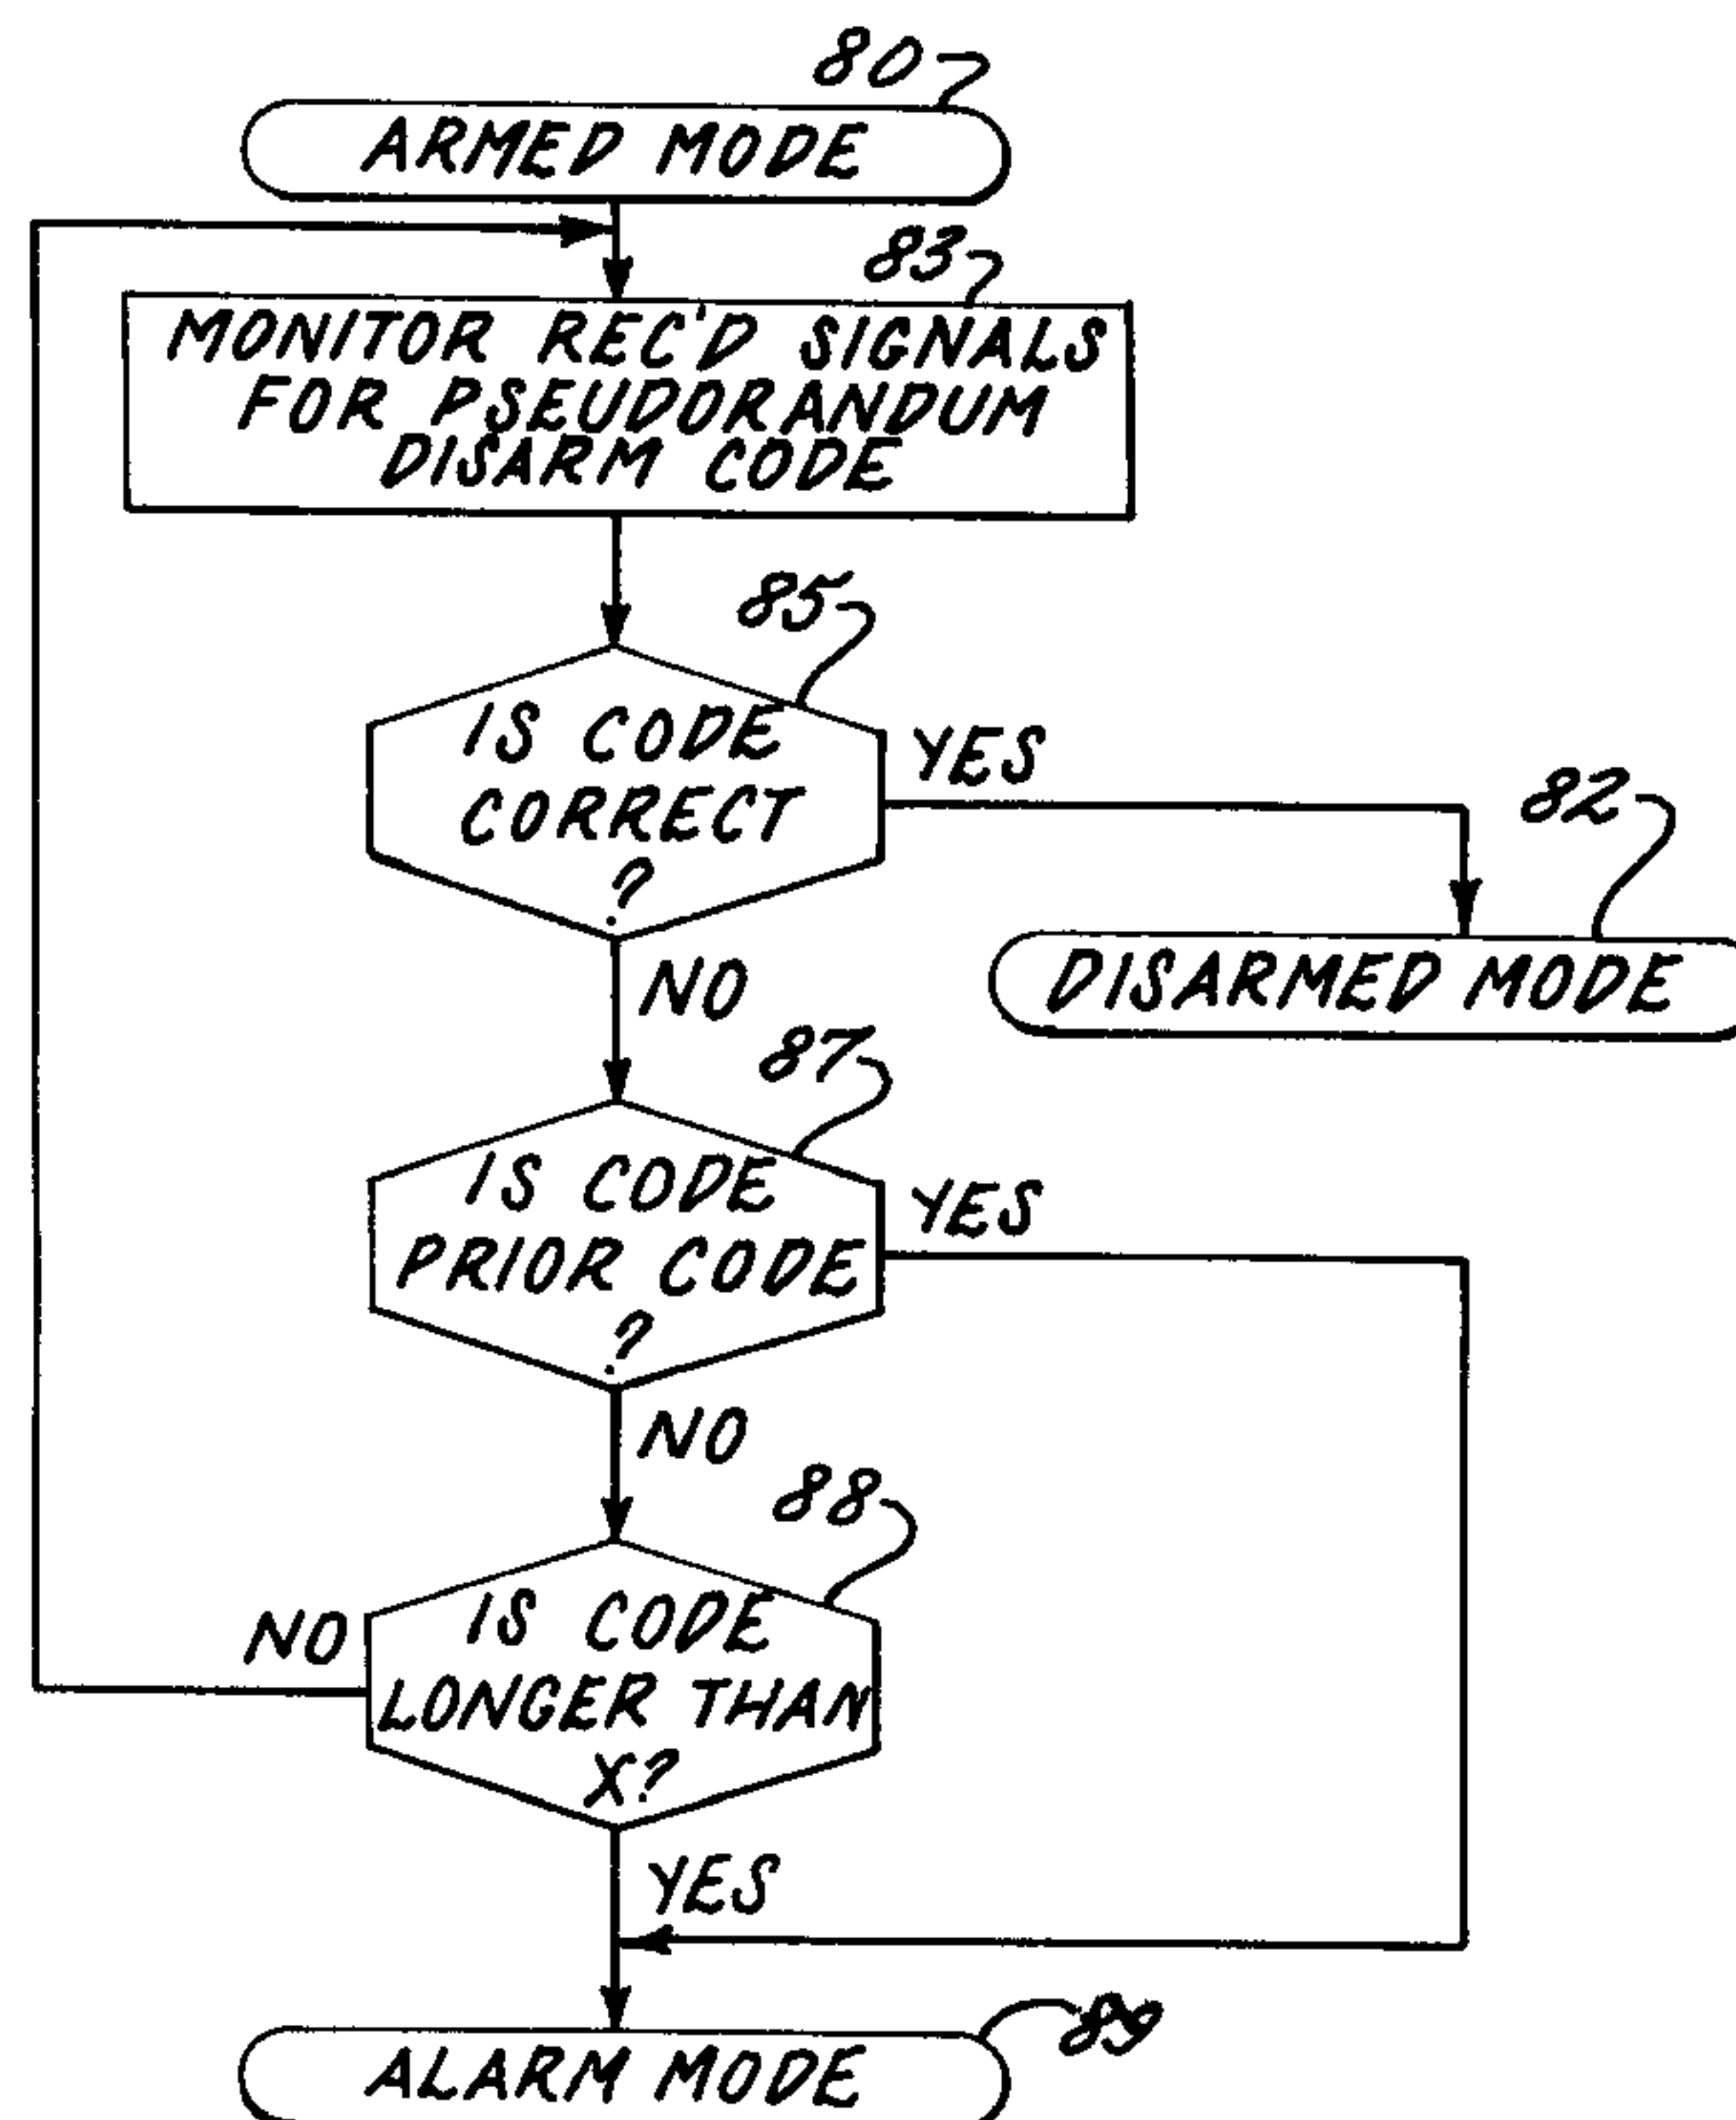 80
ARMED MODE
83
MONITOR REC'D SIGNALS
FOR PSEUDORANDUM
DISARM CODE
85
IS CODE
CORRECT
?
YES
82
DISARMED MODE
NO
87
IS CODE
PRIOR CODE
?
YES
NO
88
IS CODE
LONGER THAN
X?
NO
YES
89
ALARM MODE